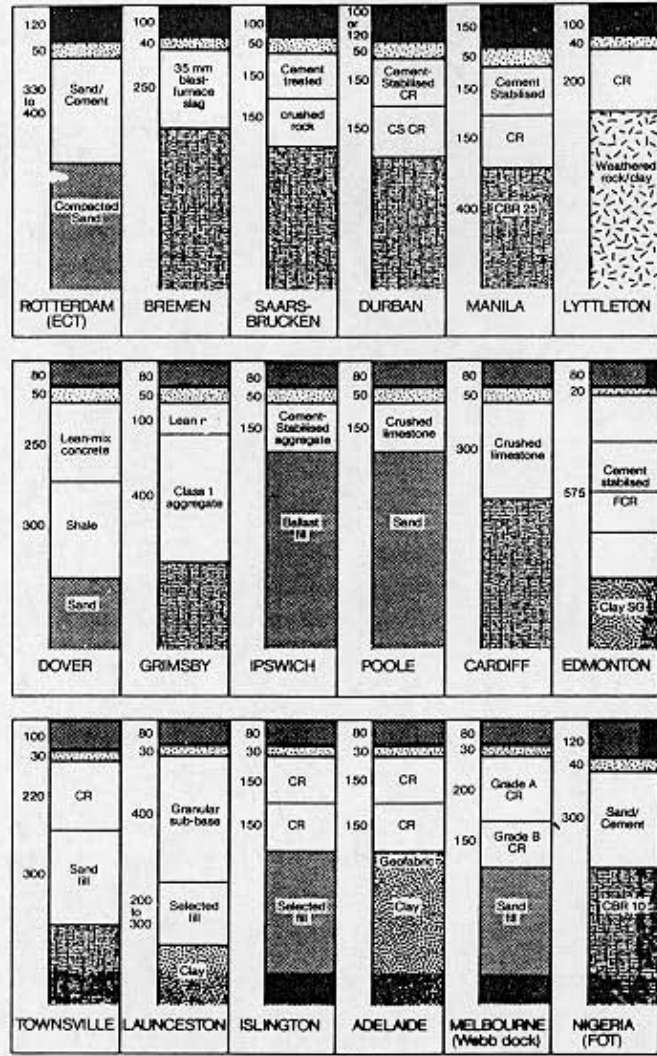 120
50
330
to
400
Sand/
Cement
Compacted
Sand
ROTTERDAM
(ECT)
100
40
250
35 mm
blast-
furnace
slag
BREMEN
100
50
150
150
Cement
treated
crushed
rock
SAARS-
BRUCKEN
100
or
120
50
150
150
Cement-
Stabilised
CR
CS CR
DURBAN
150
50
150
150
400
Cement
Stabilised
CR
CBR 25
MANILA
100
40
200
CR
Weathered
rock/clay
LYTTLETON
80
50
250
300
Lean-mix
concrete
Shale
Sand
DOVER
80
50
100
400
Lean r
Class 1
aggregate
GRIMSBY
80
50
150
Cement-
Stabilised
aggregate
Ballast
fill
IPSWICH
80
50
150
Crushed
limestone
Sand
POOLE
80
50
300
Crushed
limestone
CARDIFF
80
20
575
Cement
stabilised
FCR
Clay SG
EDMONTON
100
30
220
300
CR
Sand
fill
TOWNSVILLE
80
30
400
200
to
300
Granular
sub-base
Selected
fill
Clay
LAUNCESTON
80
30
150
150
CR
CR
Selected
fill
ISLINGTON
80
30
150
150
CR
CR
Geofabric
Clay
ADELAIDE
80
30
200
150
Grade A
CR
Grade B
CR
Sand
fill
MELBOURNE
(Webb dock)
120
40
300
Sand/
Cement
CBR 10
NIGERIA
(FOT)